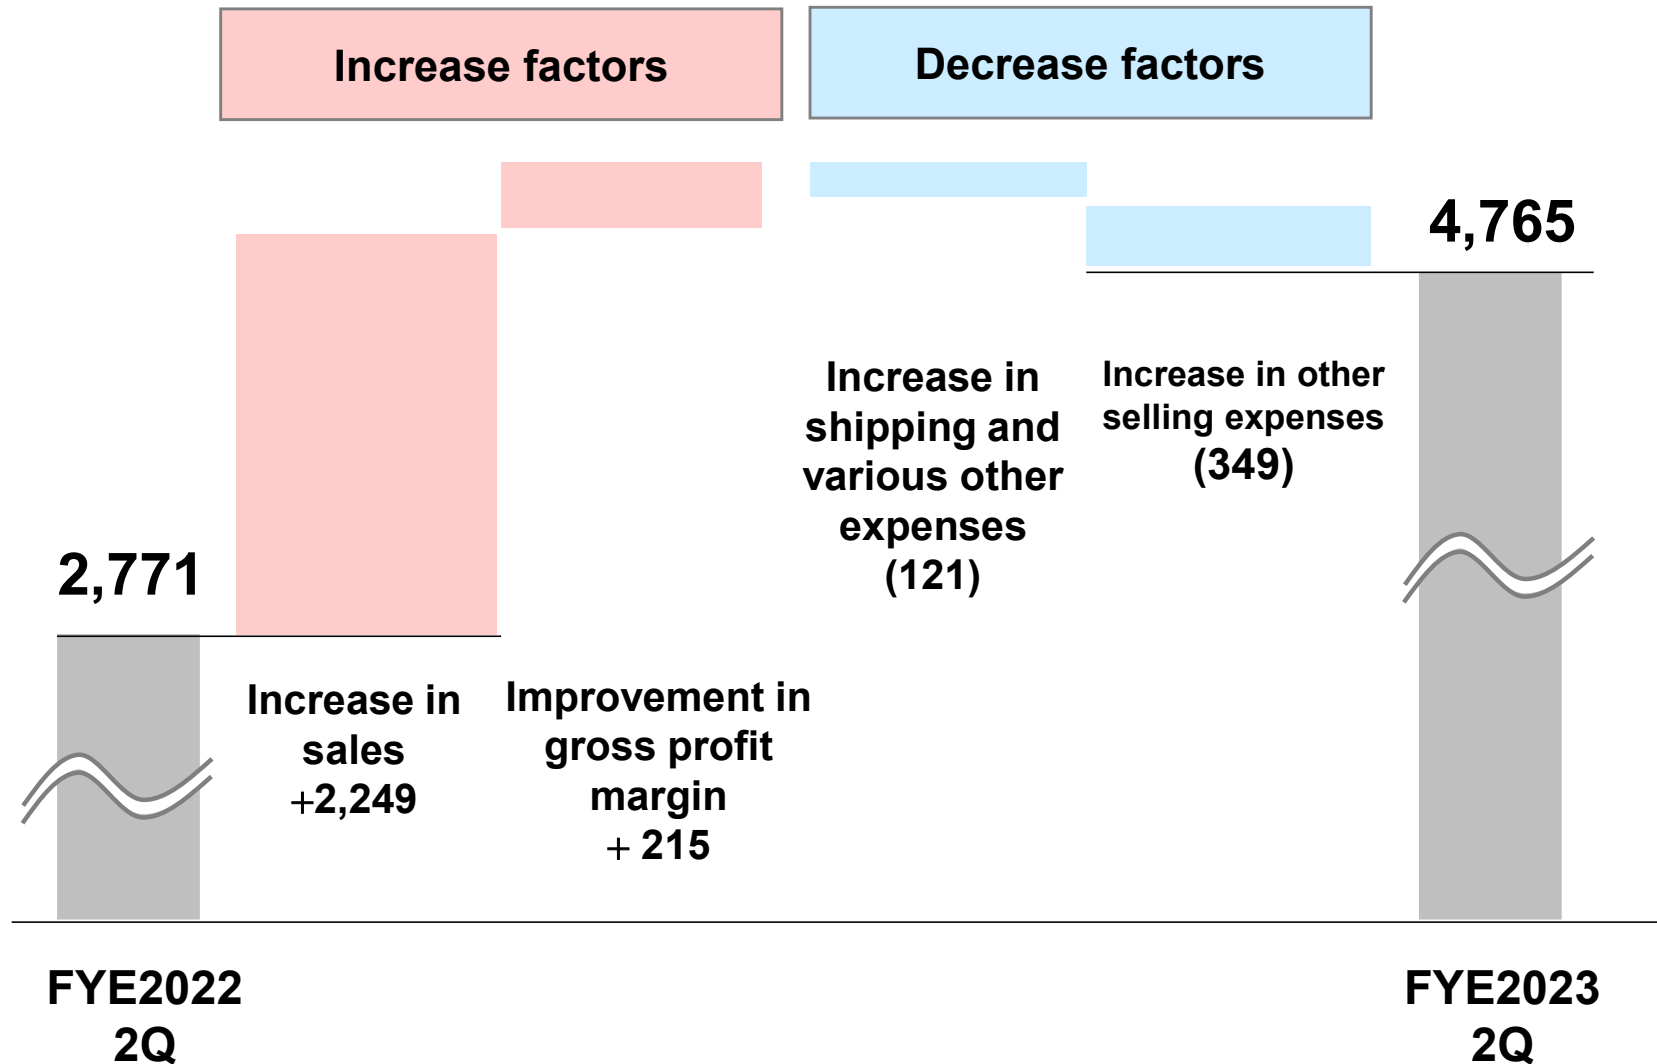 Increase factors
Decrease factors
2,771
Increase in
sales
+2,249
Improvement in
gross profit
margin
+ 215
Increase in
shipping and
various other
expenses
(121)
Increase in other
selling expenses
(349)
4,765
FYE2022
2Q
FYE2023
2Q